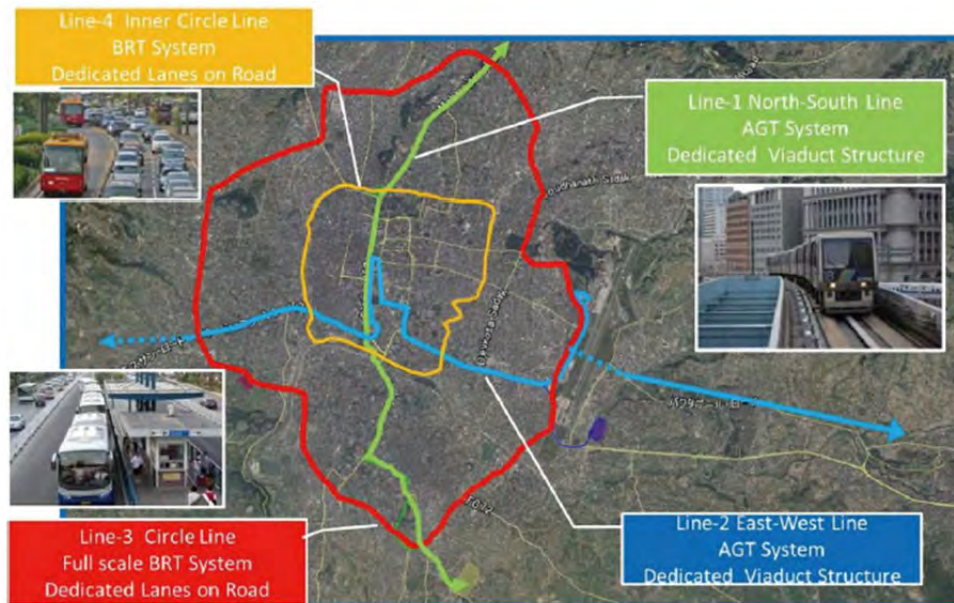 Line-4 Inner Circle Line
BRT System
Dedicated Lanes on Road
Line-1 North-South Line
AGT System
Dedicated Viaduct Structure
Line-3 Circle Line
Full scale BRT System
Dedicated Lanes on Road
Line-2 East-West Line
AGT System
Dedicated Viaduct Structure